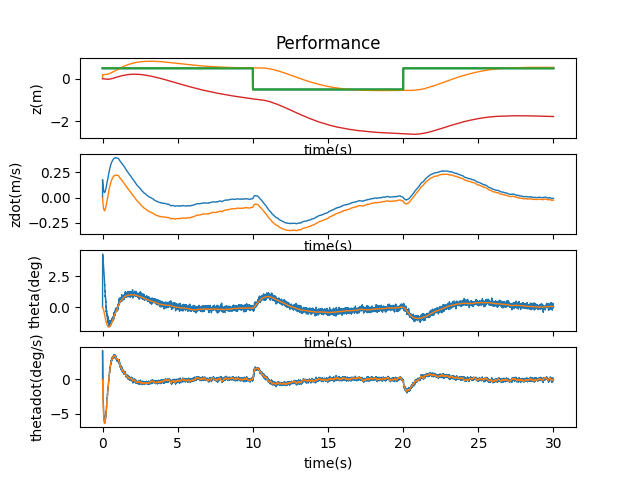 Performance
0
−2
z(m)
time(s)
0.25
0.00
−0.25
zdot(m/s)
time(s)
2.5
0.0
theta(deg)
time(s)
0
−5
thetadot(deg/s)
0 5 10 15 20 25 30
time(s)